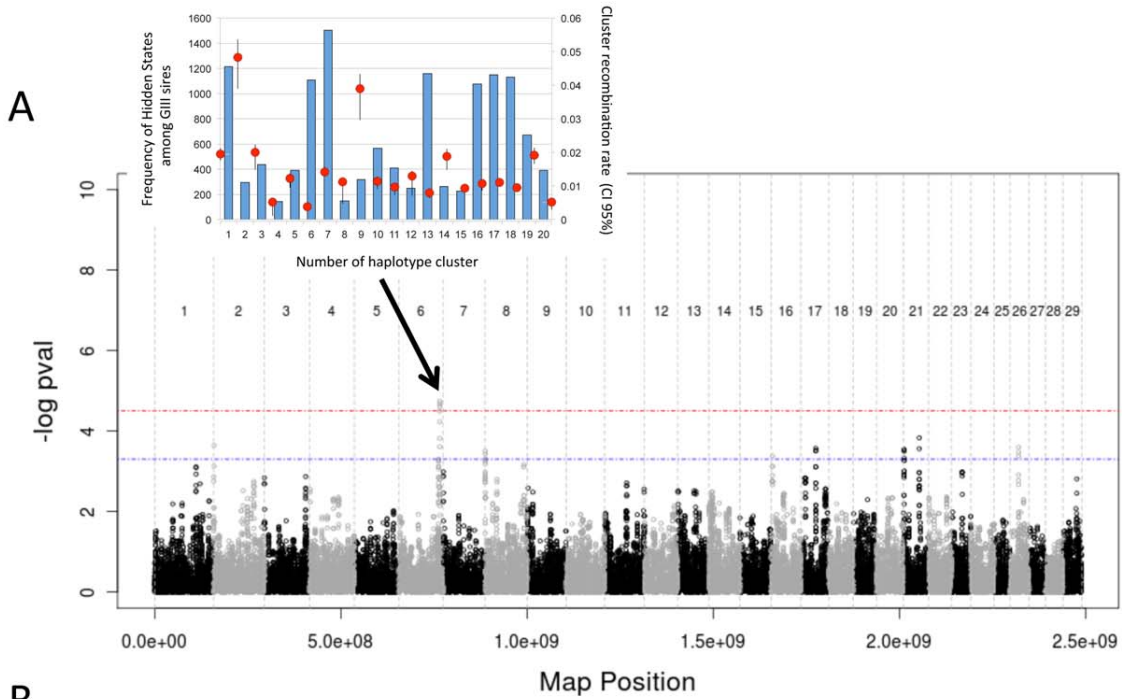 A
Frequency of Hidden States
among GIII sires
1600
1400
1200
1000
800
600
400
200
0
0.06
0.05
0.04
0.03
0.02
0.01
0
Cluster recombination rate (CI 95%)
1 2 3 4 5 6 7 8 9 10 11 12 13 14 15 16 17 18 19 20
Number of haplotype cluster
-log pval
10
8
6
4
2
0
1 2 3 4 5 6 7 8 9 10 11 12 13 14 15 16 17 18 19 20 21 22 23 24 25 26 27 28 29
0.0e+00 5.0e+08 1.0e+09 1.5e+09 2.0e+09 2.5e+09
Map Position